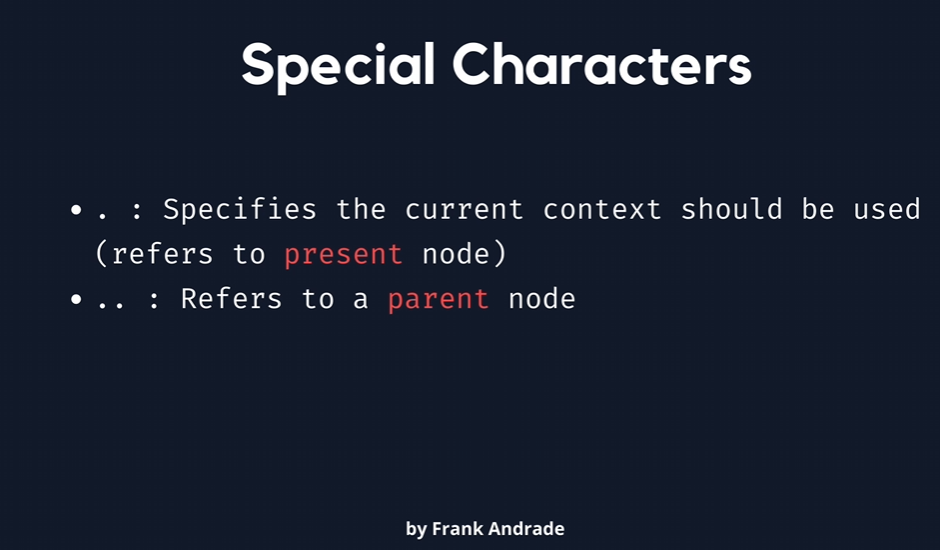 Special Characters
• . : Specifies the current context should be used
(refers to present node)
• .. : Refers to a parent node
by Frank Andrade